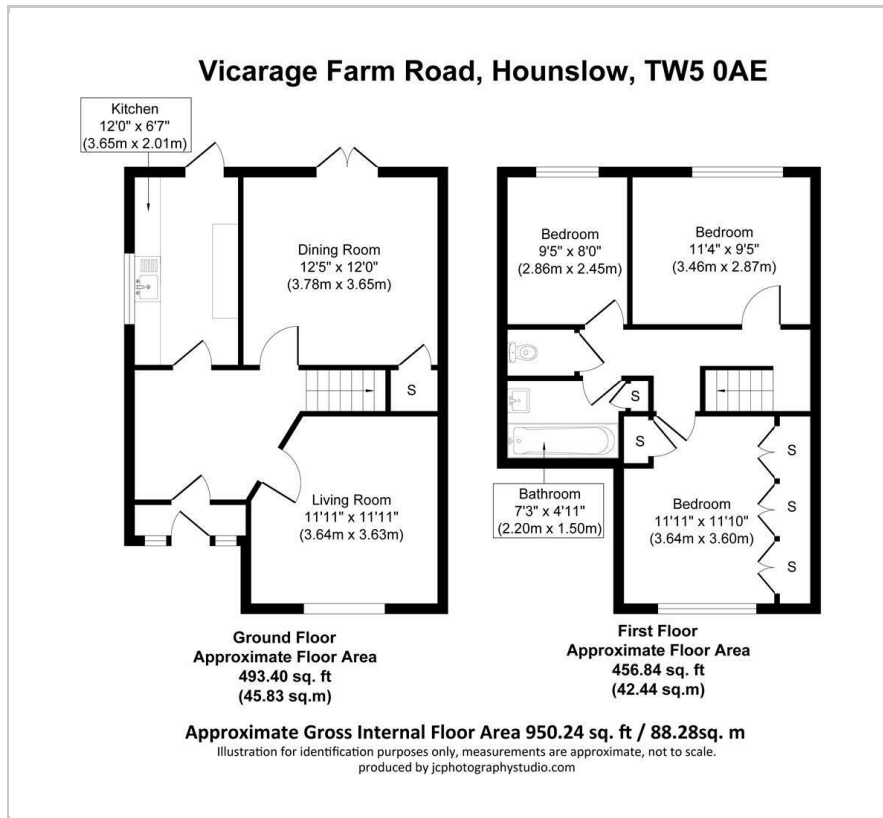 Vicarage Farm Road, Hounslow, TW5 0AE
Kitchen
12'0" x 6'7"
(3.65m x 2.01m)
Dining Room
12'5" x 12'0"
(3.78m x 3.65m)
S
Living Room
11'11" x 11'11"
(3.64m x 3.63m)
Ground Floor
Approximate Floor Area
493.40 sq. ft
(45.83 sq.m)
Bedroom
9'5" x 8'0"
(2.86m x 2.45m)
Bedroom
11'4" x 9'5"
(3.46m x 2.87m)
S
S
Bathroom
7'3" x 4'11"
(2.20m x 1.50m)
Bedroom
11'11" x 11'10"
(3.64m x 3.60m)
S
S
S
First Floor
Approximate Floor Area
456.84 sq. ft
(42.44 sq.m)
Approximate Gross Internal Floor Area 950.24 sq. ft / 88.28sq. m
Illustration for identification purposes only, measurements are approximate, not to scale.
produced by jcphotographystudio.com